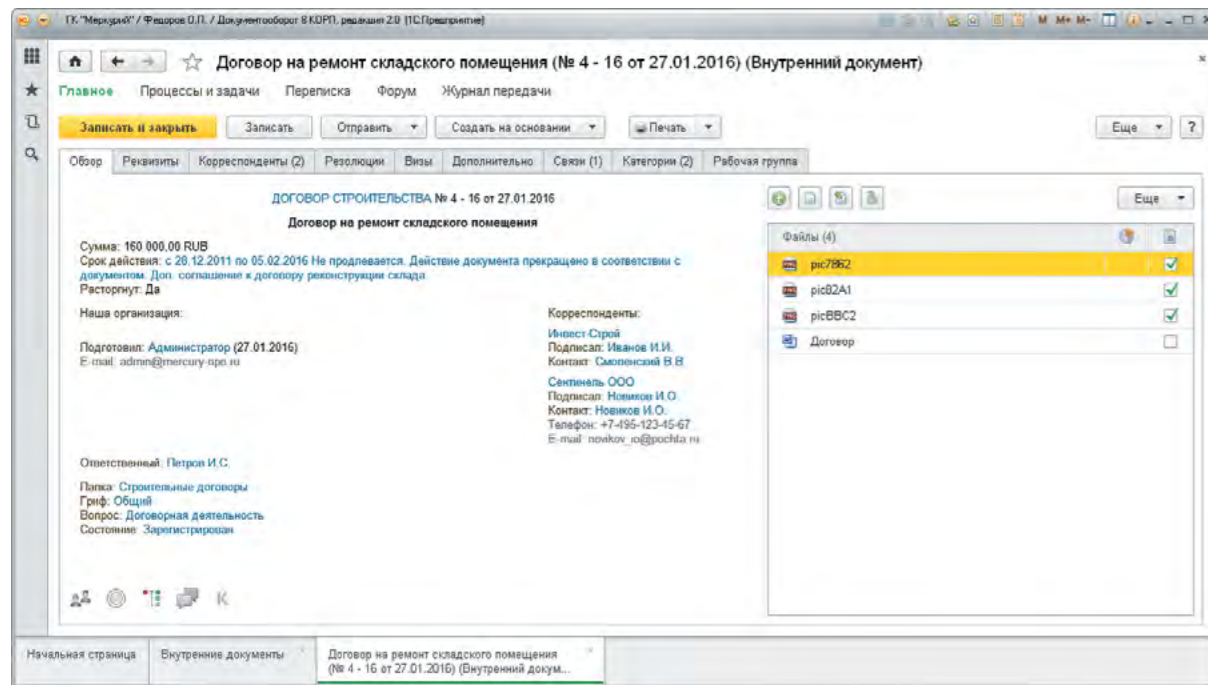 ГК "Меркурий" / Федоров О.П. / Документооборот 8 КОРП, редакция 2.0 (1С:Предприятие)
M M+ M-
Договор на ремонт складского помещения (№ 4 - 16 от 27.01.2016) (Внутренний документ)
Главное Процессы и задачи Переписка Форум Журнал передачи
Записать и закрыть Записать Отправить Создать на основании Печать Еще ?
Обзор Реквизиты Корреспонденты (2) Резолюции Визы Дополнительно Связи (1) Категории (2) Рабочая группа
ДОГОВОР СТРОИТЕЛЬСТВА № 4 - 16 от 27.01.2016
Договор на ремонт складского помещения
Сумма: 160 000,00 RUB
Срок действия: с 28.12.2011 по 05.02.2016 Не продлевается. Действие документа прекращено в соответствии с
документом: Доп. соглашение к договору реконструкции склада
Расторгнут: Да
Наша организация:
Подготовил: Администратор (27.01.2016)
E-mail: admin@mercury-npo.ru
Корреспонденты:
Инвест-Строй
Подписал: Иванов И.И.
Контакт: Смоленский В.В.
Сентинель ООО
Подписал: Новиков И.О.
Контакт: Новиков И.О.
Телефон: +7-495-123-45-67
E-mail: novikov_io@pochta.ru
Ответственный: Петров И.С.
Папка: Строительные договоры
Гриф: Общий
Вопрос: Договорная деятельность
Состояние: Зарегистрирован
К
Еще
Файлы (4)
pic7862
pic82A1
picBBC2
Договор
Начальная страница Внутренние документы Договор на ремонт складского помещения
(№ 4 - 16 от 27.01.2016) (Внутренний докум...